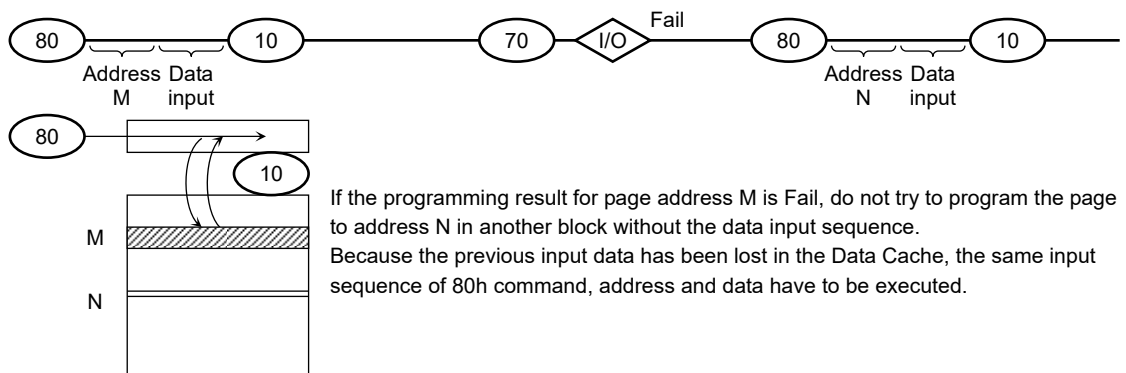 Fail
80 10 70 I/O 80 10
Address Data Address Data
M input N input
80
10
If the programming result for page address M is Fail, do not try to program the page
to address N in another block without the data input sequence.
M
Because the previous input data has been lost in the Data Cache, the same input
sequence of 80h command, address and data have to be executed.
N